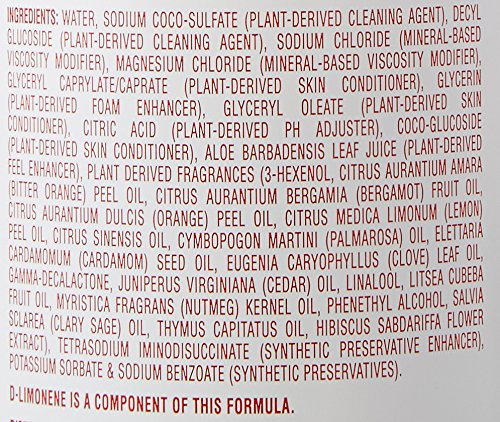 INGREDIENTS: WATER, SODIUM COCO-SULFATE (PLANT-DERIVED CLEANING AGENT), DECYL
GLUCOSIDE (PLANT-DERIVED CLEANING AGENT), SODIUM CHLORIDE (MINERAL-BASED
VISCOSITY MODIFIER), MAGNESIUM CHLORIDE (MINERAL-BASED VISCOSITY MODIFIER),
GLYCERYL CAPRYLATE/CAPRATE (PLANT-DERIVED SKIN CONDITIONER), GLYCERIN
(PLANT-DERIVED FOAM ENHANCER), GLYCERYL OLEATE (PLANT-DERIVED SKIN
CONDITIONER), CITRIC ACID (PLANT-DERIVED PH ADJUSTER), COCO-GLUCOSIDE
(PLANT-DERIVED SKIN CONDITIONER), ALOE BARBADENSIS LEAF JUICE (PLANT-DERIVED
FEEL ENHANCER), PLANT DERIVED FRAGRANCES (3-HEXENOL, CITRUS AURANTIUM AMARA
(BITTER ORANGE) PEEL OIL, CITRUS AURANTIUM BERGAMIA (BERGAMOT) FRUIT OIL,
CITRUS AURANTIUM DULCIS (ORANGE) PEEL OIL, CITRUS MEDICA LIMONUM (LEMON)
PEEL OIL, CITRUS SINENSIS OIL, CYMBOPOGON MARTINI (PALMAROSA) OIL, ELETTARIA
CARDAMOMUM (CARDAMOM) SEED OIL, EUGENIA CARYOPHYLLUS (CLOVE) LEAF OIL,
GAMMA-DECALACTONE, JUNIPERUS VIRGINIANA (CEDAR) OIL, LINALOOL, LITSEA CUBEBA
FRUIT OIL, MYRISTICA FRAGRANS (NUTMEG) KERNEL OIL, PHENETHYL ALCOHOL, SALVIA
SCLAREA (CLARY SAGE) OIL, THYMUS CAPITATUS OIL, HIBISCUS SABDARIFFA FLOWER
EXTRACT), TETRASODIUM IMINODISUCCINATE (SYNTHETIC PRESERVATIVE ENHANCER),
POTASSIUM SORBATE & SODIUM BENZOATE (SYNTHETIC PRESERVATIVES).
D-LIMONENE IS A COMPONENT OF THIS FORMULA.